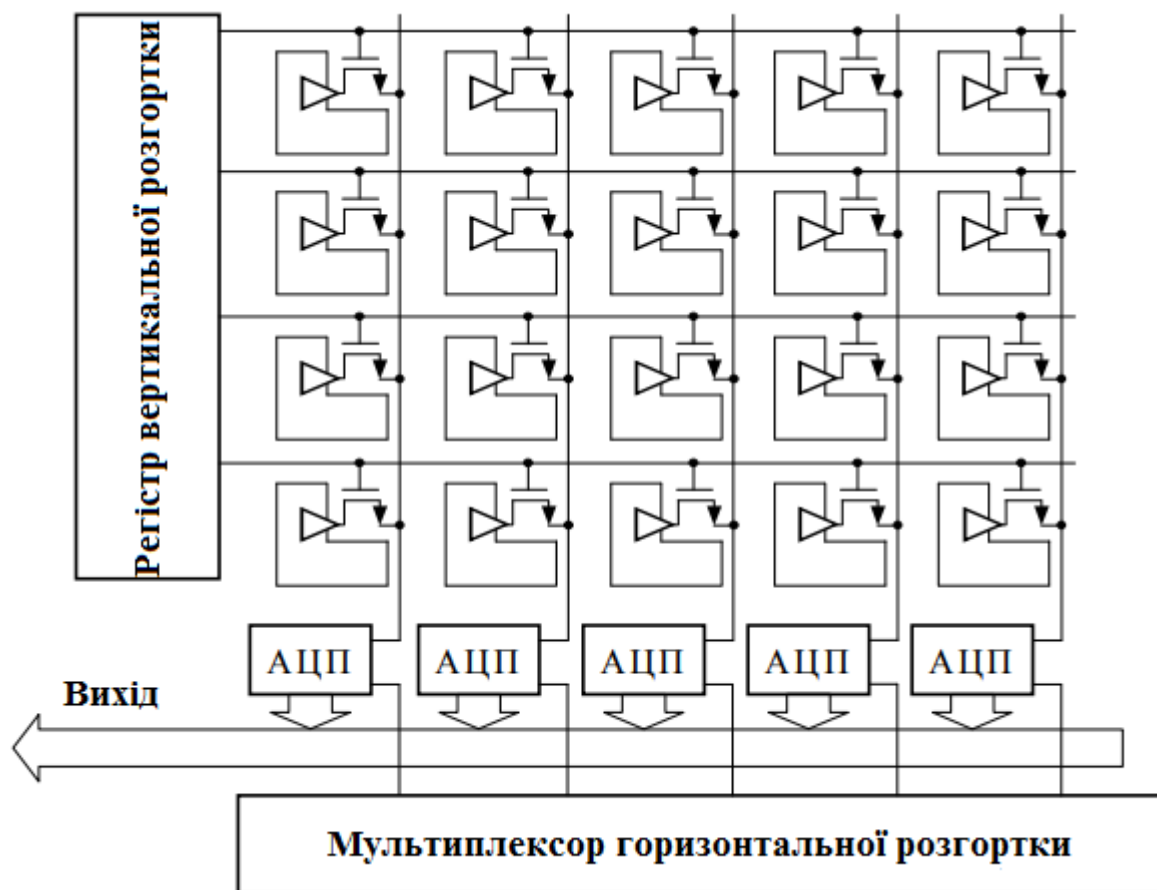 Регістр вертикальної розгортки
АЦП АЦП АЦП АЦП АЦП
Вихід
Мультиплексор горизонтальної розгортки